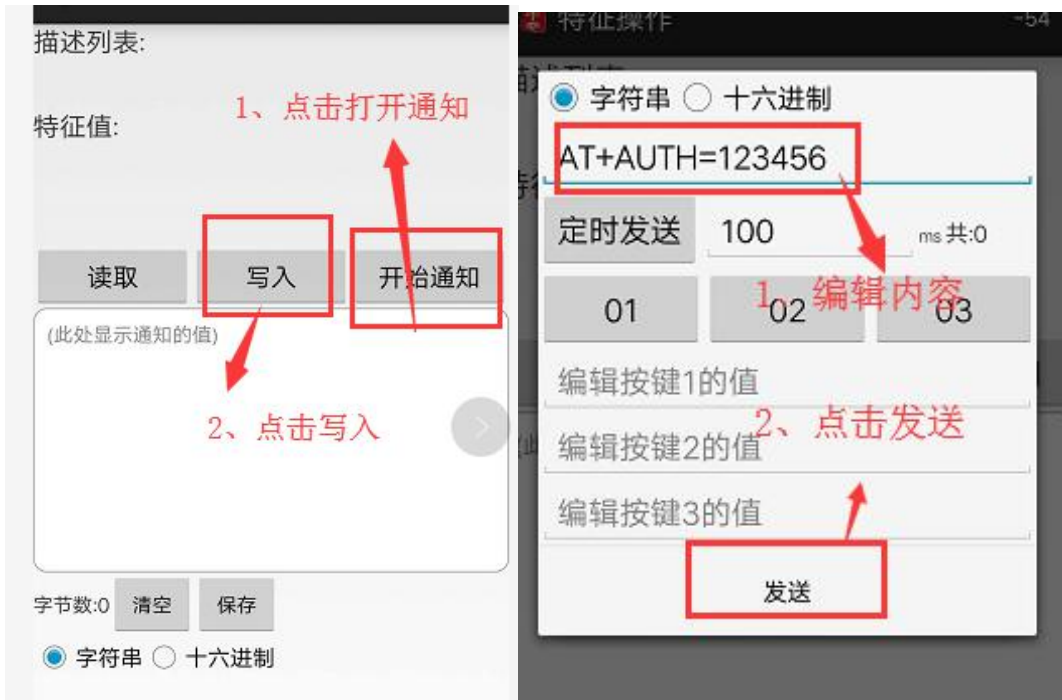 描述列表:
1、点击打开通知
特征值:
读取
写入
开始通知
(此处显示通知的值)
2、点击写入
字节数:0
清空
保存
字符串
十六进制
特征操作
-54
字符串
十六进制
AT+AUTH=123456
定时发送
100
ms 共:0
1、编辑内容
01
02
03
编辑按键1的值
2、点击发送
编辑按键2的值
编辑按键3的值
发送